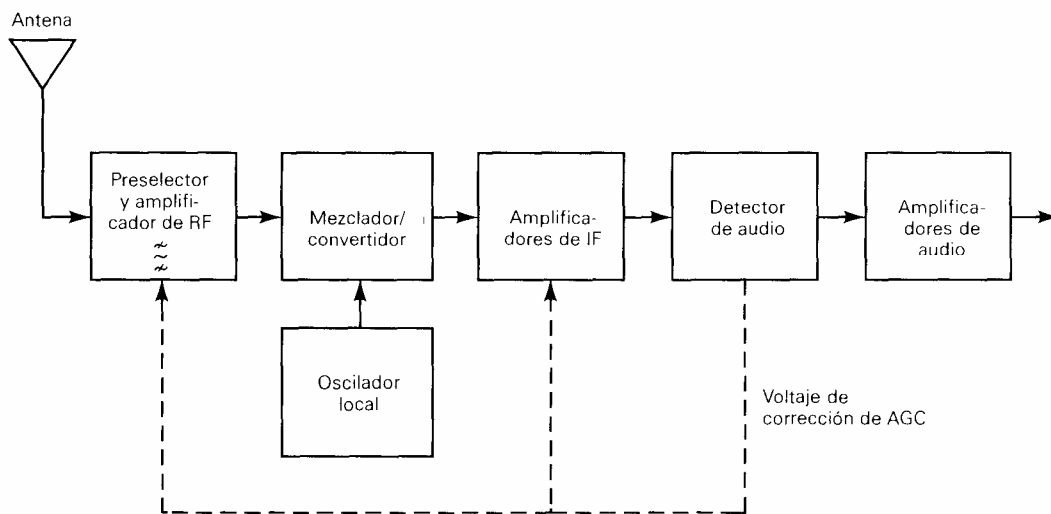 Antena
Preselector
y amplifi-
cador de RF
Mezclador/
convertidor
Amplifica-
dores de IF
Detector
de audio
Amplifica-
dores de
audio
Oscilador
local
Voltaje de
corrección de AGC